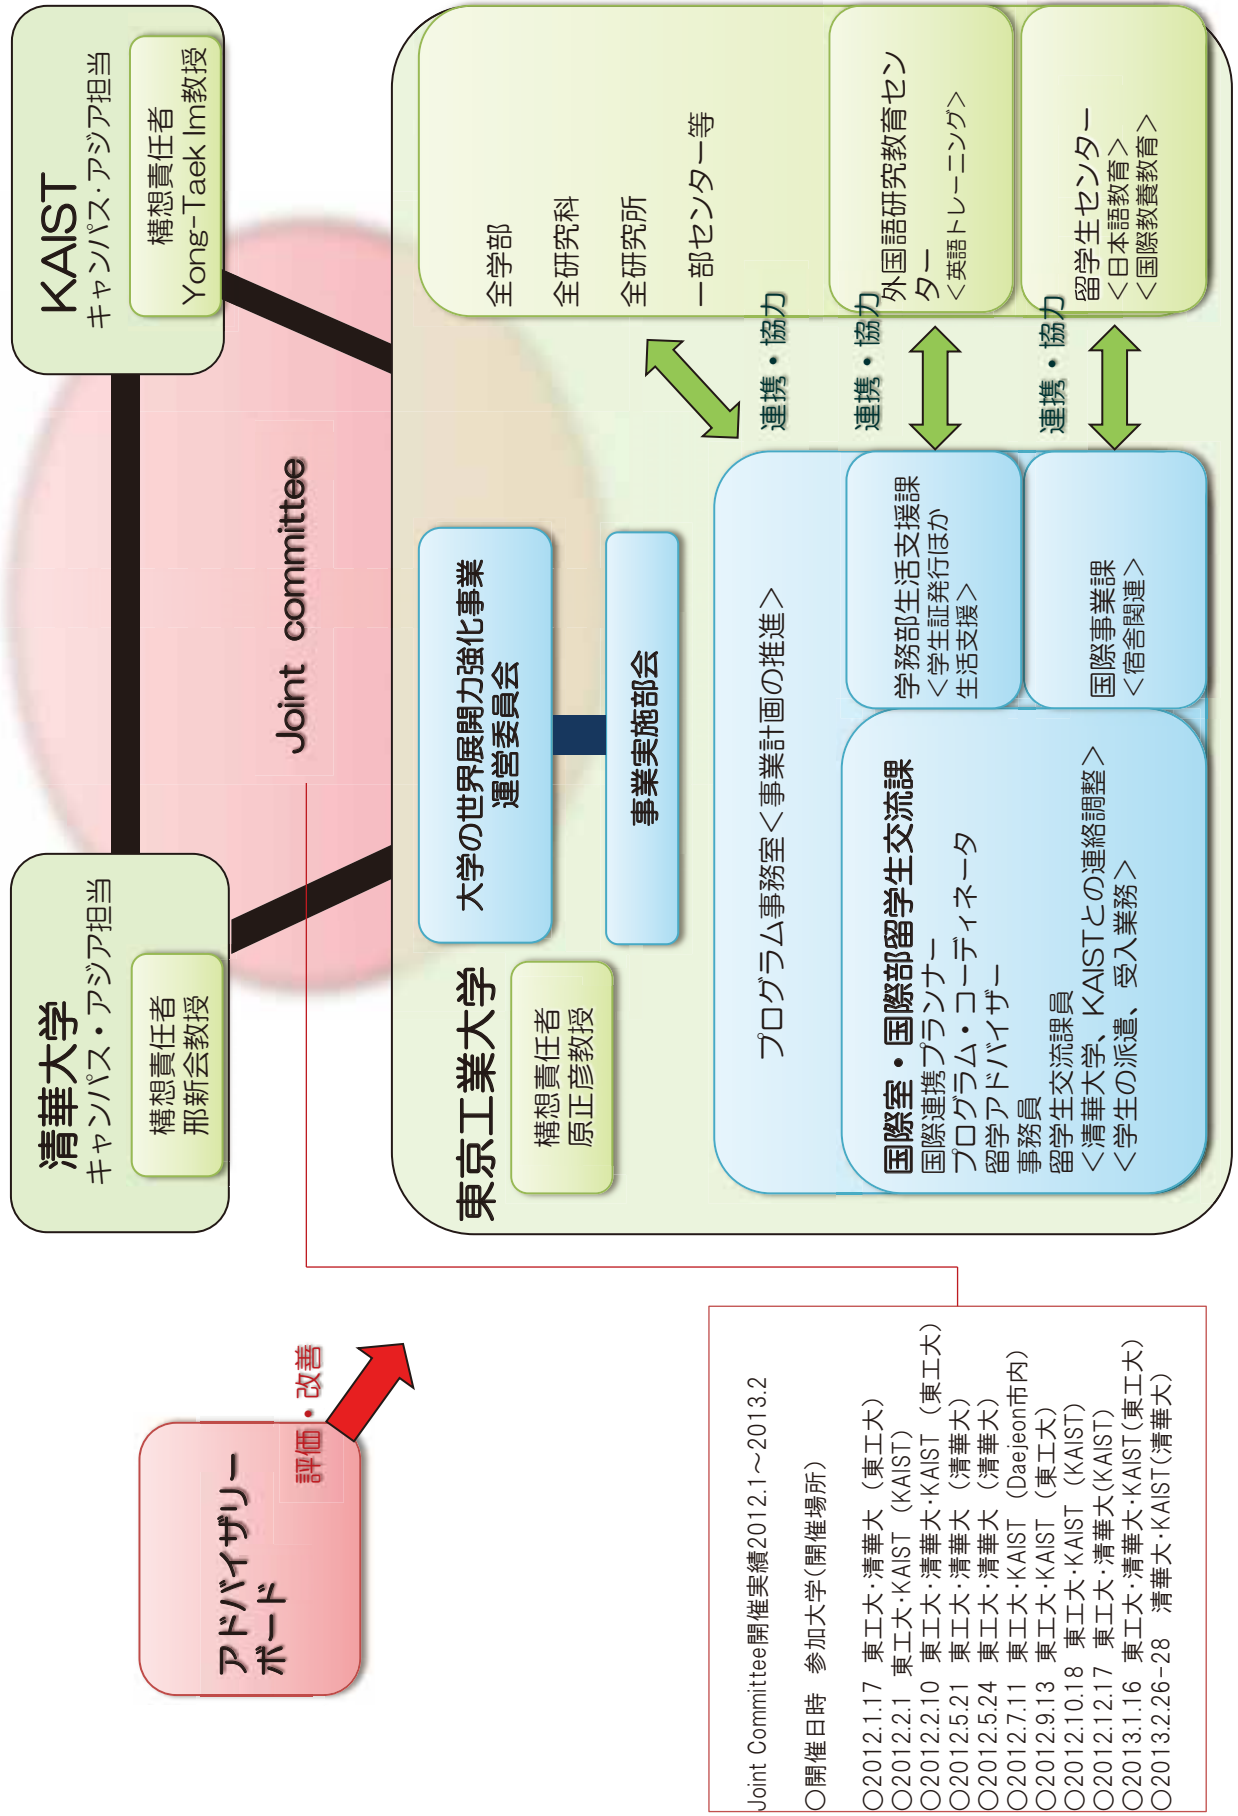 アドバイザリー
ボード
評価・改善
清華大学
キャンパス・アジア担当
構想責任者
邢新会教授
KAIST
キャンパス・アジア担当
構想責任者
Yong-Taek Im教授
Joint committee
東京工業大学
構想責任者
原正彦教授
大学の世界展開力強化事業
運営委員会
事業実施部会
プログラム事務室＜事業計画の推進＞
国際室・国際部留学生交流課
国際連携プランナー
プログラム・コーディネータ
留学アドバイザー
事務員
留学生交流課員
＜清華大学、KAISTとの連絡調整＞
＜学生の派遣、受入業務＞
学務部生活支援課
＜学生証発行ほか
生活支援＞
国際事業課
＜宿舎関連＞
連携・協力
連携・協力
連携・協力
全学部
全研究科
全研究所
一部センター等
外国語研究教育セン
ター
＜英語トレーニング＞
留学生センター
＜日本語教育＞
＜国際教養教育＞
Joint Committee開催実績2012.1～2013.2
○開催日時　参加大学(開催場所)
○2012.1.17　東工大・清華大（東工大）
○2012.2.1　東工大・KAIST（KAIST）
○2012.2.10　東工大・清華大・KAIST　（東工大）
○2012.5.21　東工大・清華大（清華大）
○2012.5.24　東工大・清華大（清華大）
○2012.7.11　東工大・KAIST　（Daejeon市内）
○2012.9.13　東工大・KAIST　（東工大）
○2012.10.18　東工大・KAIST　（KAIST）
○2012.12.17　東工大・清華大(KAIST)
○2013.1.16　東工大・清華大・KAIST(東工大)
○2013.2.26-28　清華大・KAIST(清華大)